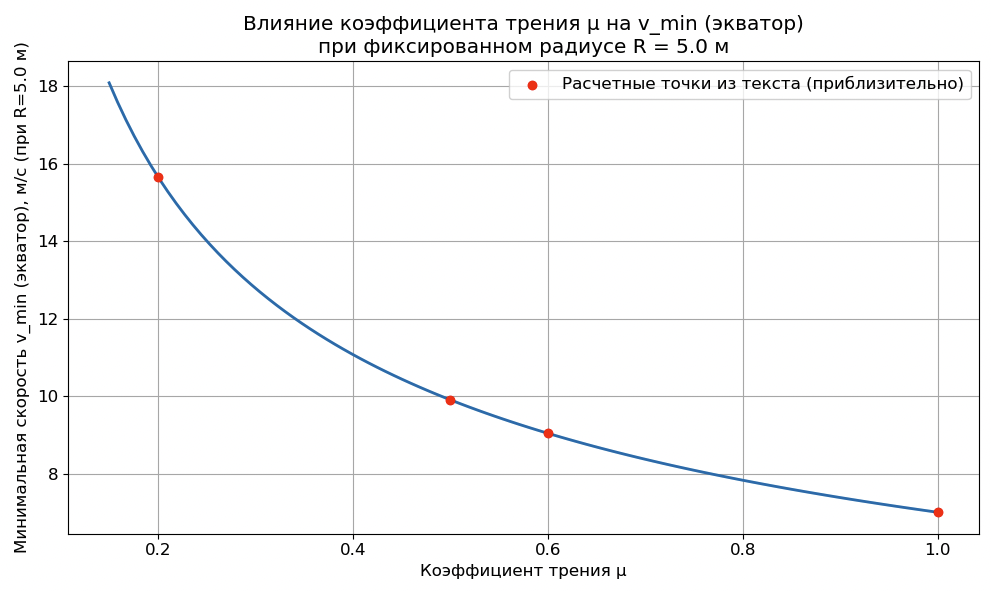 Влияние коэффициента трения μ на v_min (экватор)
при фиксированном радиусе R = 5.0 м
Расчетные точки из текста (приблизительно)
Минимальная скорость v_min (экватор), м/с (при R=5.0 м)
18
16
14
12
10
8
0.2
0.4
0.6
0.8
1.0
Коэффициент трения μ